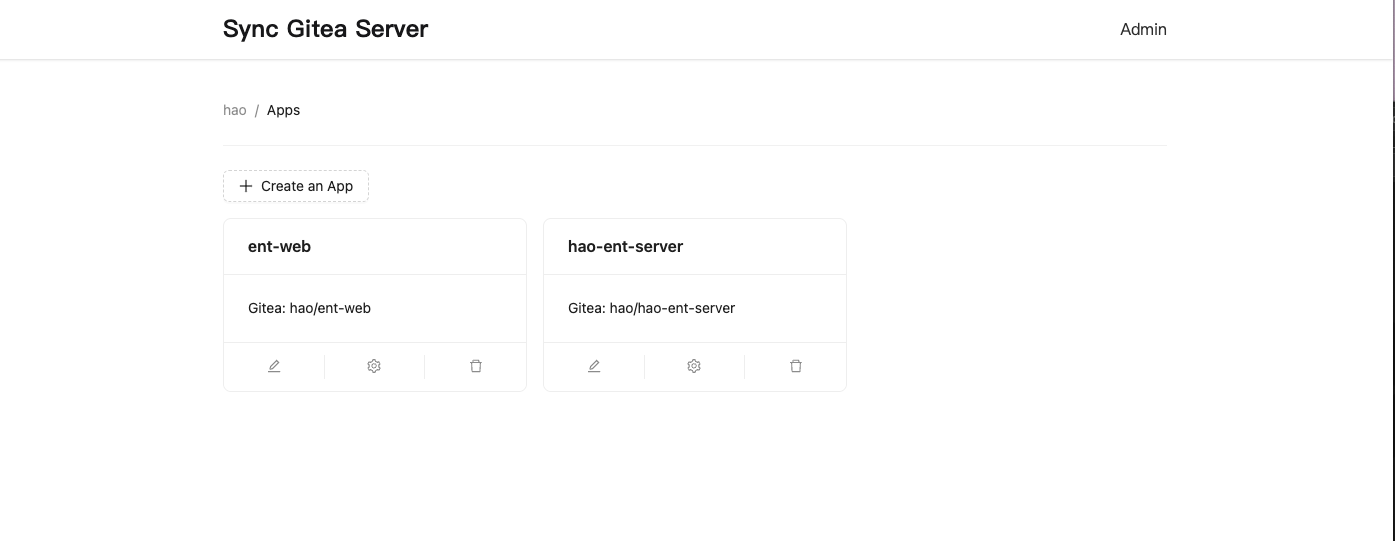 Sync Gitea Server
Admin
hao / Apps
Create an App
ent-web
Gitea: hao/ent-web
hao-ent-server
Gitea: hao/hao-ent-server